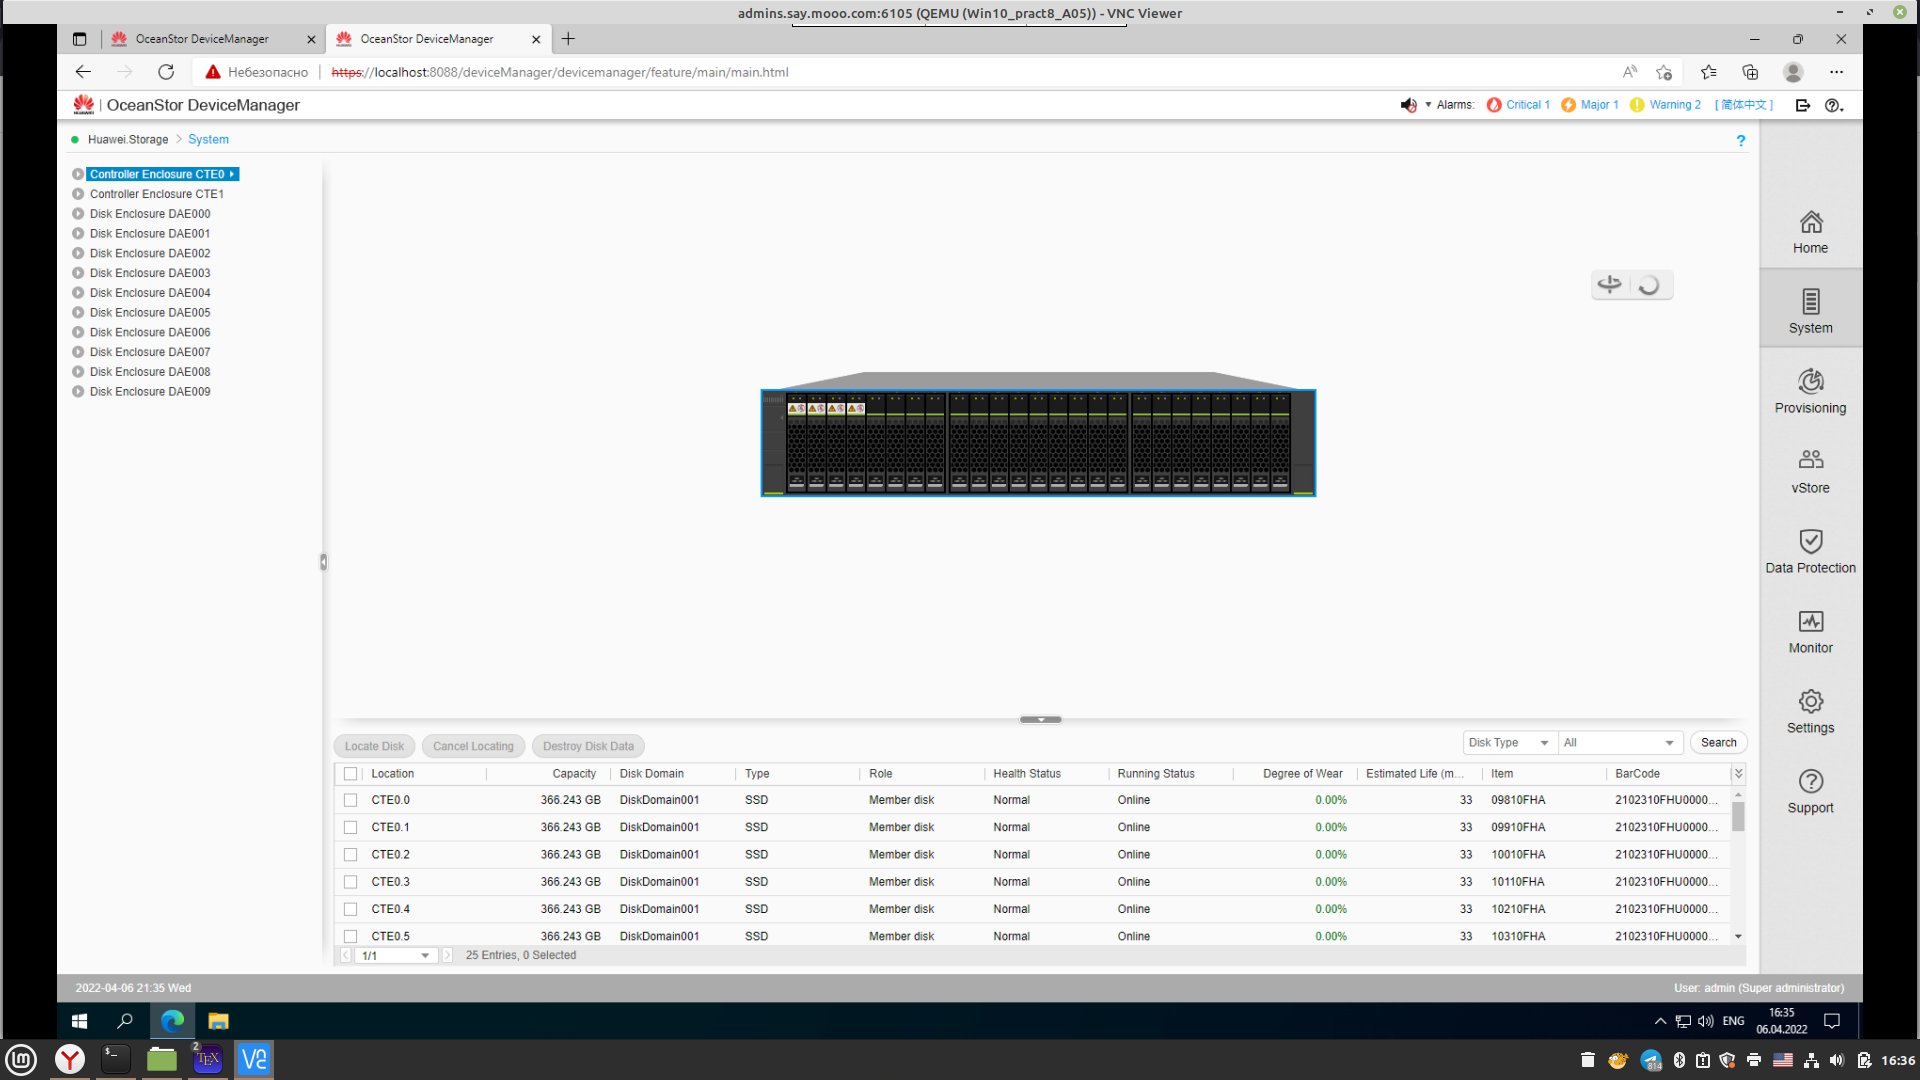 admins.say.mooo.com:6105 (QEMU (Win10_pract8_A05)) - VNC Viewer
OceanStor DeviceManager
OceanStor DeviceManager
Небезопасно
https://localhost:8088/deviceManager/devicemanager/feature/main/main.html
HUAWEI | OceanStor DeviceManager
Alarms: Critical 1 Major 1 Warning 2 [简体中文]
Huawei.Storage > System
?
Controller Enclosure CTE0
Controller Enclosure CTE1
Disk Enclosure DAE000
Disk Enclosure DAE001
Disk Enclosure DAE002
Disk Enclosure DAE003
Disk Enclosure DAE004
Disk Enclosure DAE005
Disk Enclosure DAE006
Disk Enclosure DAE007
Disk Enclosure DAE008
Disk Enclosure DAE009
Home
System
Provisioning
vStore
Data Protection
Monitor
Settings
Support
Locate Disk Cancel Locating Destroy Disk Data Disk Type All Search
Location Capacity Disk Domain Type Role Health Status Running Status Degree of Wear Estimated Life (m... Item BarCode
CTE0.0 366.243 GB DiskDomain001 SSD Member disk Normal Online 0.00% 33 09810FHA 2102310FHU0000...
CTE0.1 366.243 GB DiskDomain001 SSD Member disk Normal Online 0.00% 33 09910FHA 2102310FHU0000...
CTE0.2 366.243 GB DiskDomain001 SSD Member disk Normal Online 0.00% 33 10010FHA 2102310FHU0000...
CTE0.3 366.243 GB DiskDomain001 SSD Member disk Normal Online 0.00% 33 10110FHA 2102310FHU0000...
CTE0.4 366.243 GB DiskDomain001 SSD Member disk Normal Online 0.00% 33 10210FHA 2102310FHU0000...
CTE0.5 366.243 GB DiskDomain001 SSD Member disk Normal Online 0.00% 33 10310FHA 2102310FHU0000...
1/1 25 Entries, 0 Selected
2022-04-06 21:35 Wed
User: admin (Super administrator)
ENG
16:35
06.04.2022
2
TEX
814
16:36